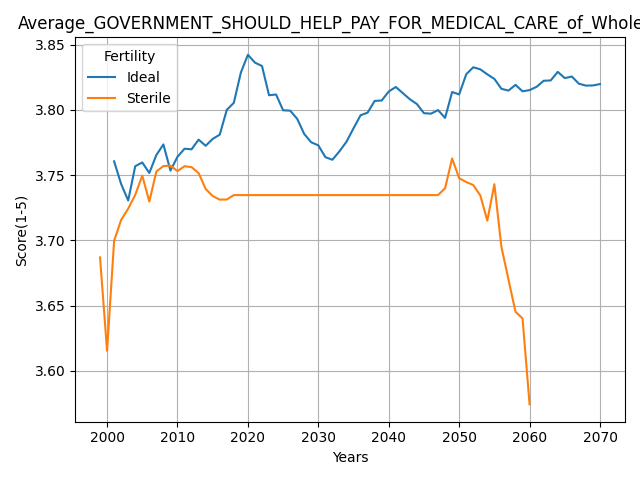 Average_GOVERNMENT_SHOULD_HELP_PAY_FOR_MEDICAL_CARE_of_Whole
Fertility
Ideal
Sterile
Score(1-5)
3.85
3.80
3.75
3.70
3.65
3.60
2000 2010 2020 2030 2040 2050 2060 2070
Years